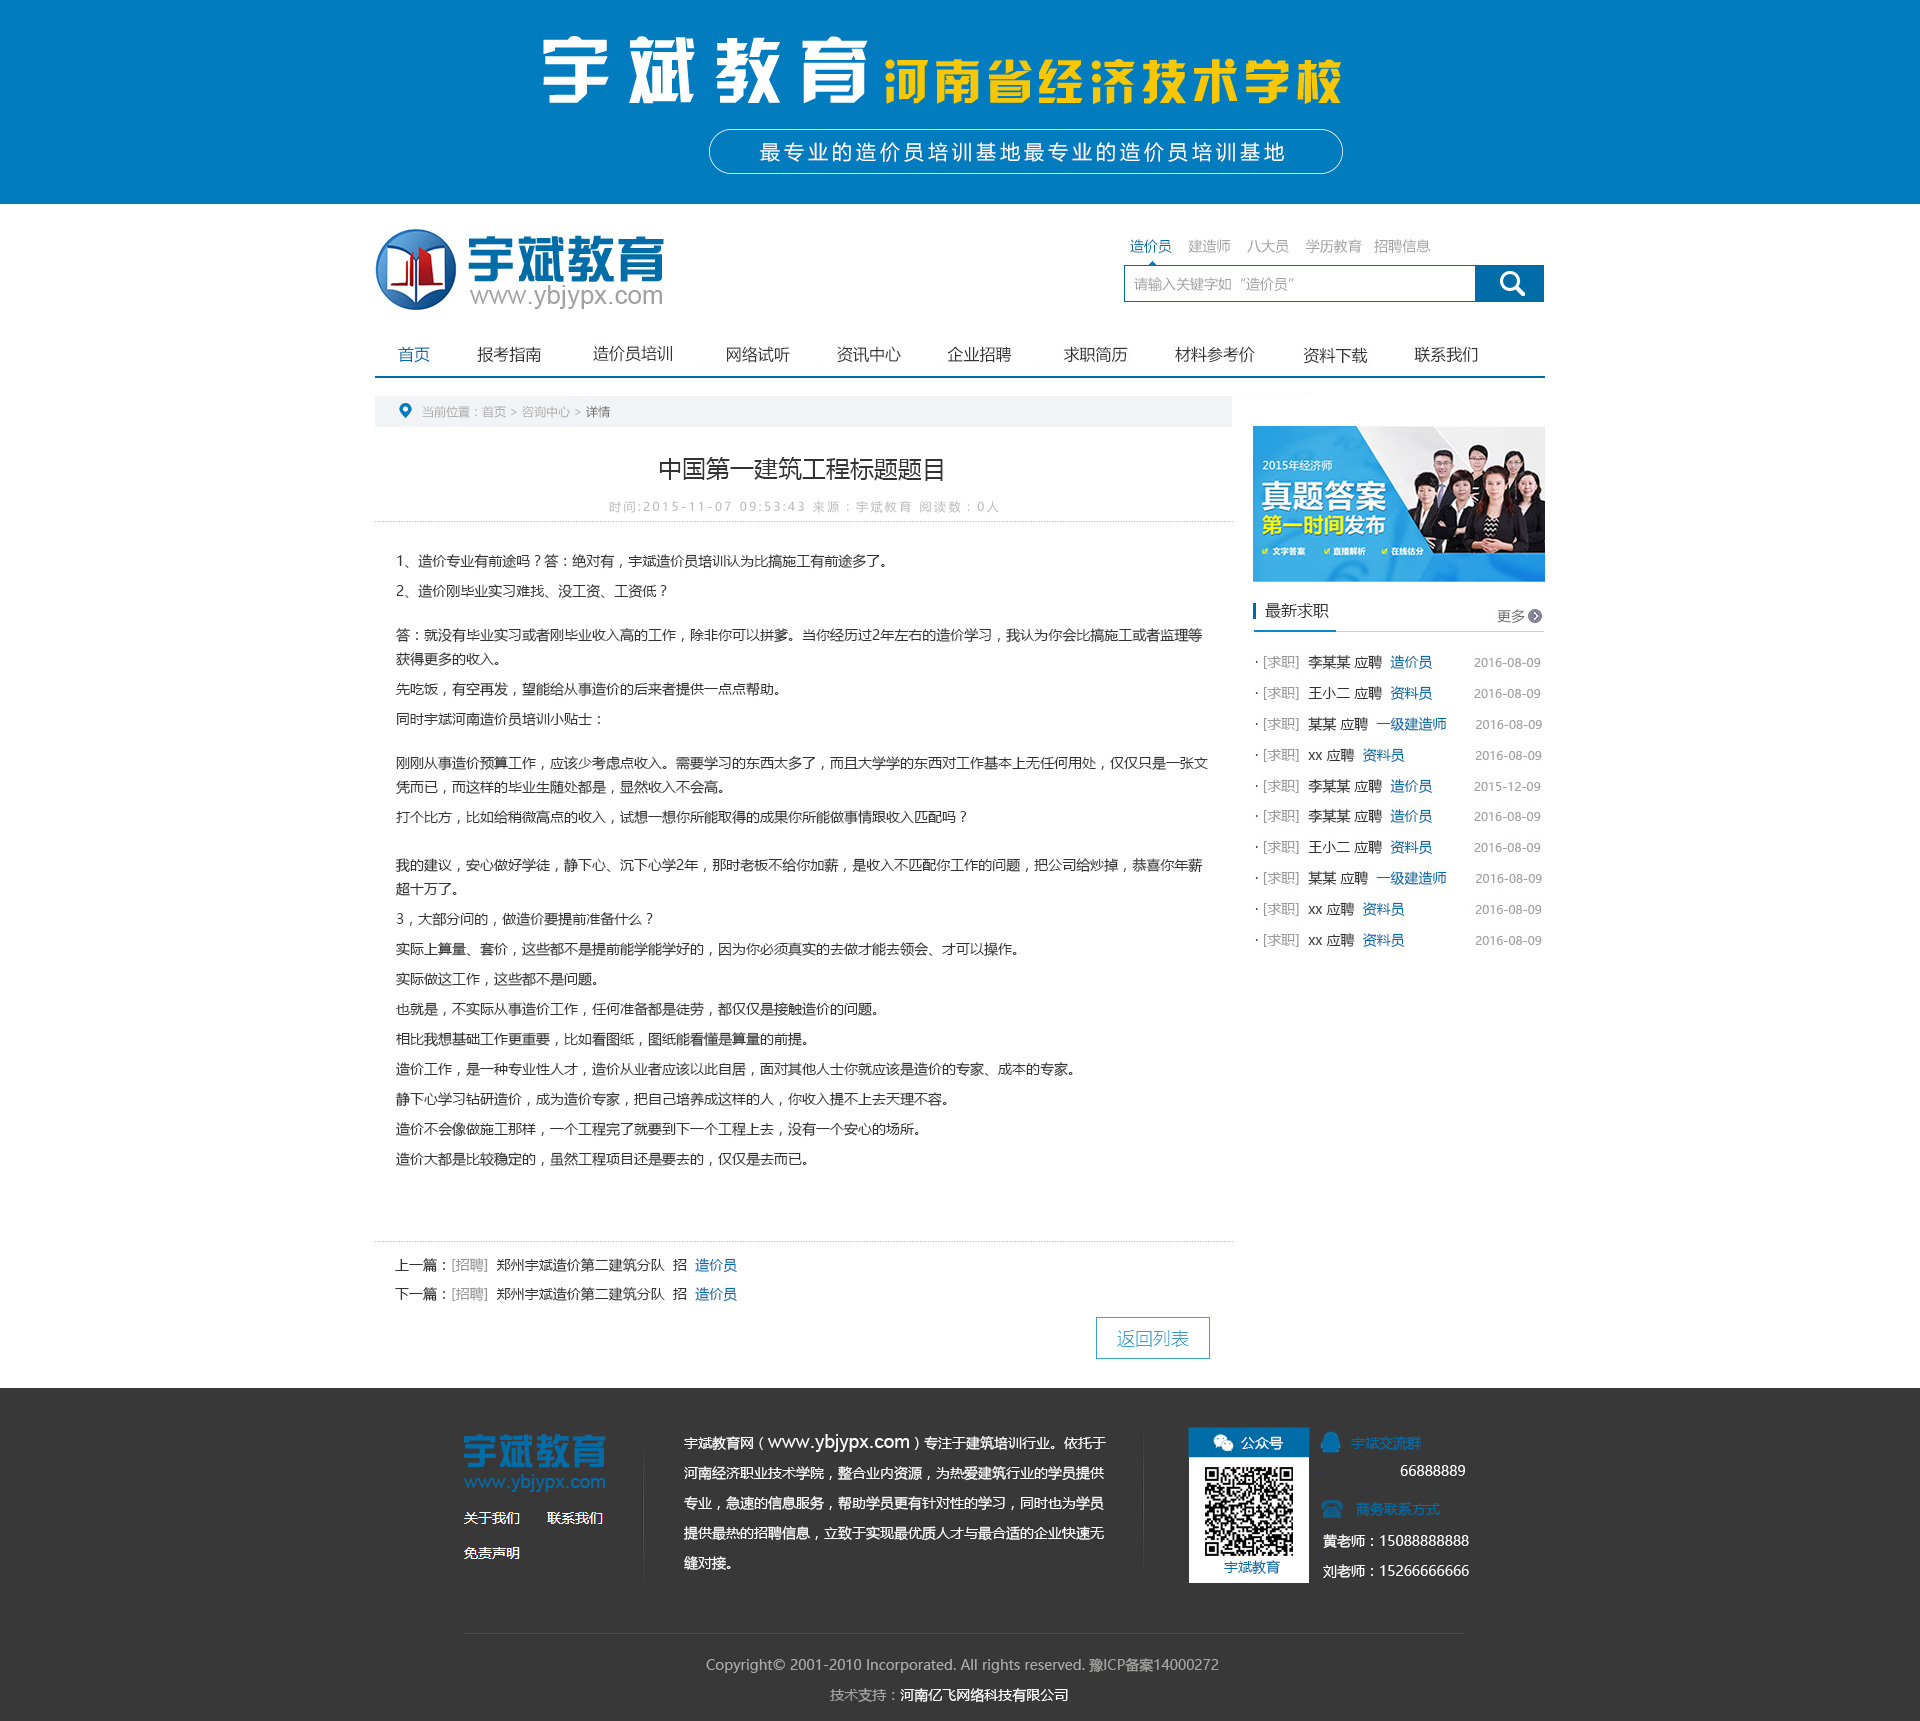 宇斌教育 河南省经济技术学校
最专业的造价员培训基地最专业的造价员培训基地
宇斌教育
www.ybjypx.com
造价员 建造师 八大员 学历教育 招聘信息
请输入关键字如“造价员”
首页 报考指南 造价员培训 网络试听 资讯中心 企业招聘 求职简历 材料参考价 资料下载 联系我们
当前位置：首页 > 咨询中心 > 详情
中国第一建筑工程标题题目
时间:2015-11-07 09:53:43 来源：宇斌教育 阅读数：0人
1、造价专业有前途吗？答：绝对有，宇斌造价员培训认为比搞施工有前途多了。
2、造价刚毕业实习难找、没工资、工资低？
答：就没有毕业实习或者刚毕业收入高的工作，除非你可以拼爹。当你经历过2年左右的造价学习，我认为你会比搞施工或者监理等
获得更多的收入。
先吃饭，有空再发，望能给从事造价的后来者提供一点点帮助。
同时宇斌河南造价员培训小贴士：
刚刚从事造价预算工作，应该少考虑点收入。需要学习的东西太多了，而且大学学的东西对工作基本上无任何用处，仅仅只是一张文
凭而已，而这样的毕业生随处都是，显然收入不会高。
打个比方，比如给稍微高点的收入，试想一想你所能取得的成果你所能做事情跟收入匹配吗？
我的建议，安心做好学徒，静下心、沉下心学2年，那时老板不给你加薪，是收入不匹配你工作的问题，把公司给炒掉，恭喜你年薪
超十万了。
3，大部分问的，做造价要提前准备什么？
实际上算量、套价，这些都不是提前能学能学好的，因为你必须真实的去做才能去领会、才可以操作。
实际做这工作，这些都不是问题。
也就是，不实际从事造价工作，任何准备都是徒劳，都仅仅是接触造价的问题。
相比我想基础工作更重要，比如看图纸，图纸能看懂是算量的前提。
造价工作，是一种专业性人才，造价从业者应该以此自居，面对其他人士你就应该是造价的专家、成本的专家。
静下心学习钻研造价，成为造价专家，把自己培养成这样的人，你收入提不上去天理不容。
造价不会像做施工那样，一个工程完了就要到下一个工程上去，没有一个安心的场所。
造价大都是比较稳定的，虽然工程项目还是要去的，仅仅是去而已。
上一篇：[招聘] 郑州宇斌造价第二建筑分队 招 造价员
下一篇：[招聘] 郑州宇斌造价第二建筑分队 招 造价员
返回列表
2015年经济师
真题答案
第一时间发布
文字答案 直播解析 在线估分
最新求职 更多
· [求职] 李某某 应聘 造价员 2016-08-09
· [求职] 王小二 应聘 资料员 2016-08-09
· [求职] 某某 应聘 一级建造师 2016-08-09
· [求职] xx 应聘 资料员 2016-08-09
· [求职] 李某某 应聘 造价员 2015-12-09
· [求职] 李某某 应聘 造价员 2016-08-09
· [求职] 王小二 应聘 资料员 2016-08-09
· [求职] 某某 应聘 一级建造师 2016-08-09
· [求职] xx 应聘 资料员 2016-08-09
· [求职] xx 应聘 资料员 2016-08-09
宇斌教育
www.ybjypx.com
关于我们 联系我们
免责声明
宇斌教育网（www.ybjypx.com）专注于建筑培训行业。依托于
河南经济职业技术学院，整合业内资源，为热爱建筑行业的学员提供
专业，急速的信息服务，帮助学员更有针对性的学习，同时也为学员
提供最热的招聘信息，立致于实现最优质人才与最合适的企业快速无
缝对接。
公众号
宇斌教育
宇斌交流群
66888889
商务联系方式
黄老师：15088888888
刘老师：15266666666
Copyright© 2001-2010 Incorporated. All rights reserved. 豫ICP备案14000272
技术支持：河南亿飞网络科技有限公司